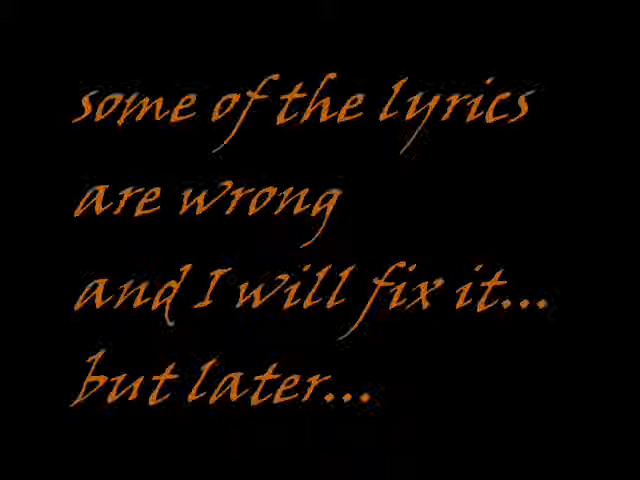 some of the lyrics
are wrong
and I will fix it...
but later...